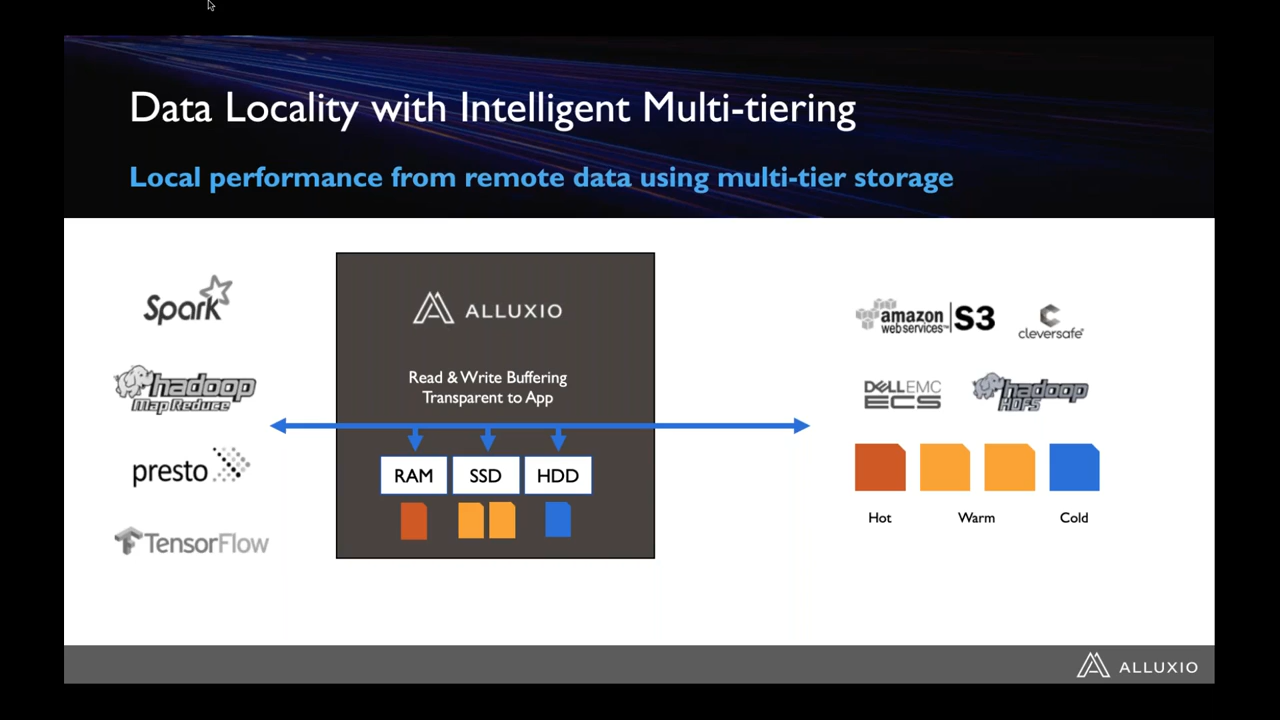 Data Locality with Intelligent Multi-tiering
Local performance from remote data using multi-tier storage
Spark
hadoop
Map Reduce
presto
TensorFlow
ALLUXIO
Read & Write Buffering
Transparent to App
RAM SSD HDD
amazon
web services™ S3
cleversafe®
DELL EMC
ECS
hadoop
HDFS
Hot Warm Cold
ALLUXIO